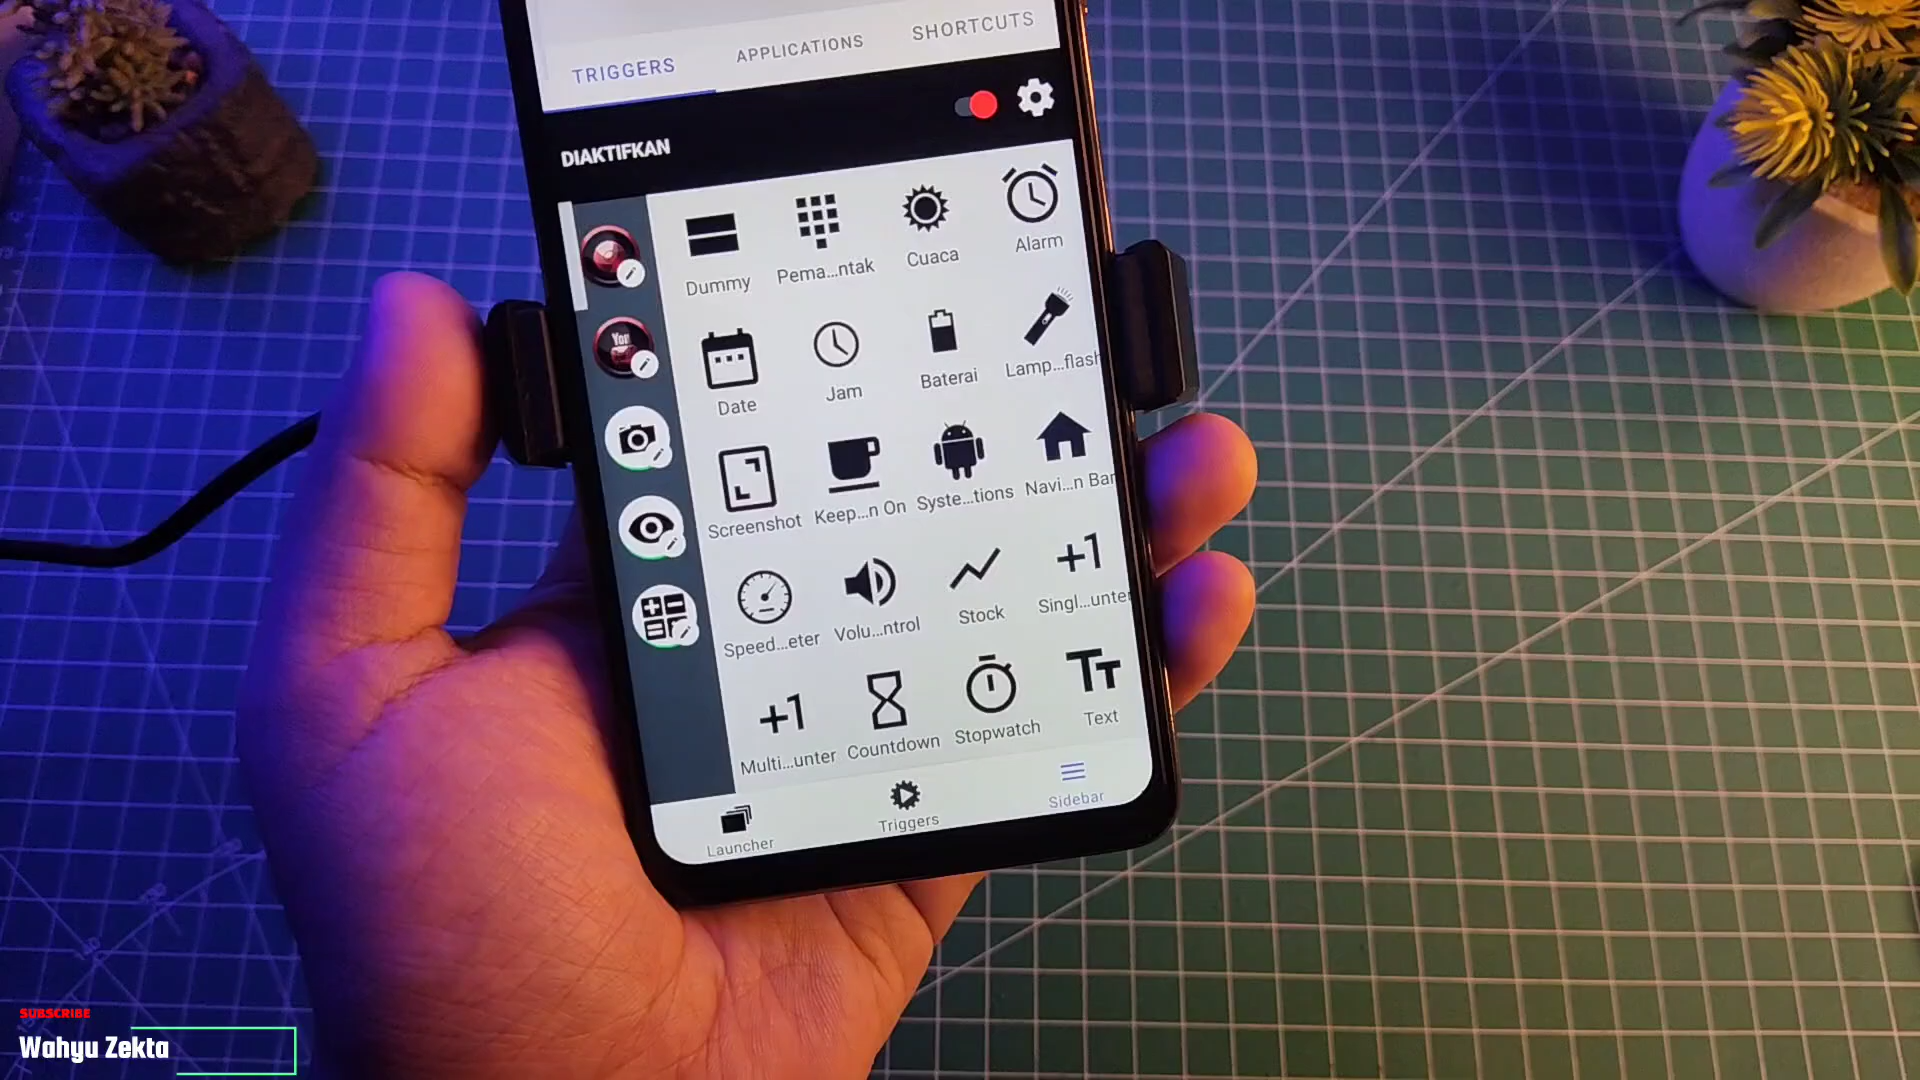 TRIGGERS
APPLICATIONS
SHORTCUTS
DIAKTIFKAN
Dummy
Pema...ntak
Cuaca
Alarm
Date
Jam
Baterai
Lamp...flash
Screenshot
Keep...n On
Syste...tions
Navi...n Bar
Speed...eter
Volu...ntrol
Stock
Singl...unter
Multi...unter
Countdown
Stopwatch
Text
Launcher
Triggers
Sidebar
SUBSCRIBE
Wahyu Zekta